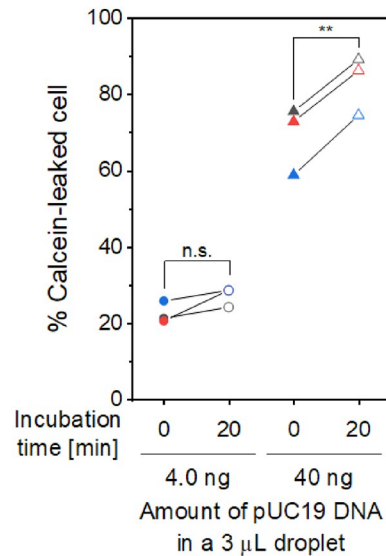 % Calcein-leaked cell
100
80
60
40
20
0
n.s.
**
Incubation
time [min]
0 20 0 20
4.0 ng 40 ng
Amount of pUC19 DNA
in a 3 μL droplet